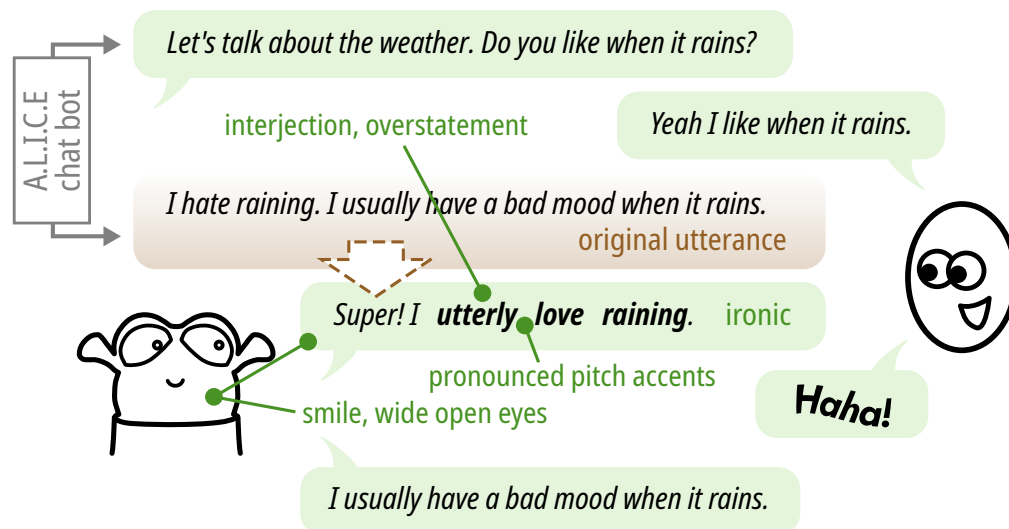 Let's talk about the weather. Do you like when it rains?
A.L.I.C.E
chat bot
interjection, overstatement
Yeah I like when it rains.
I hate raining. I usually have a bad mood when it rains.
original utterance
Super! I utterly love raining. ironic
pronounced pitch accents
smile, wide open eyes
Haha!
I usually have a bad mood when it rains.